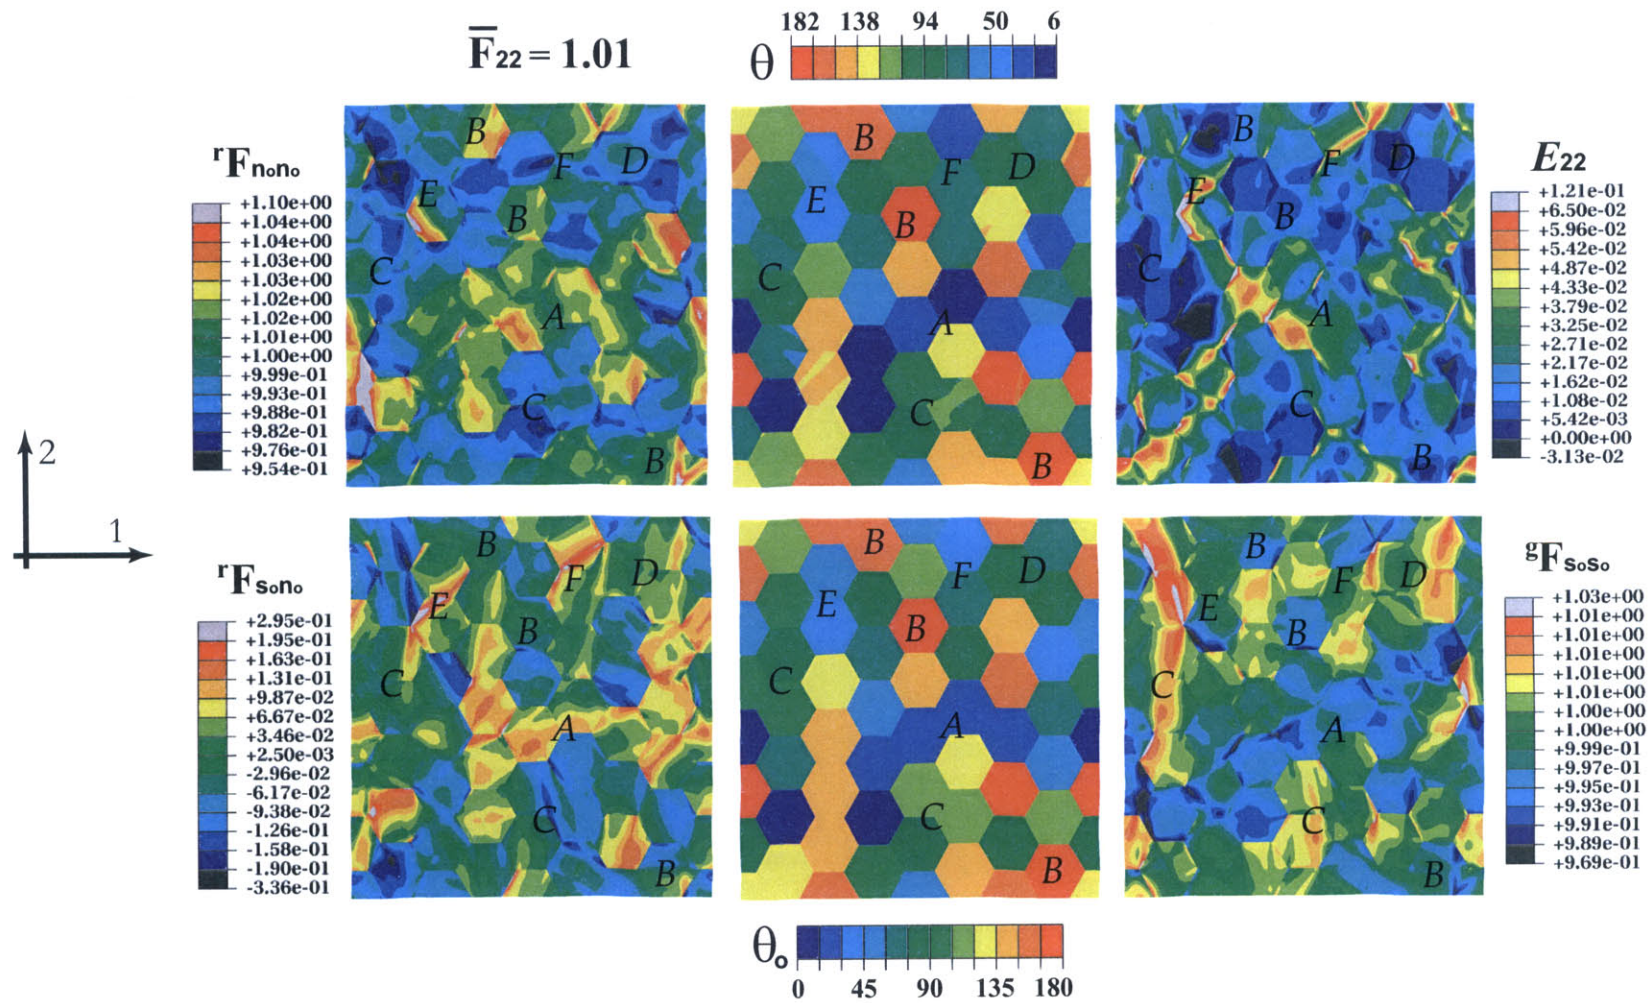 F̅22 = 1.01
θ
182 138 94 50 6
rFnono
+1.10e+00
+1.04e+00
+1.04e+00
+1.03e+00
+1.03e+00
+1.02e+00
+1.02e+00
+1.01e+00
+1.00e+00
+9.99e-01
+9.93e-01
+9.88e-01
+9.82e-01
+9.76e-01
+9.54e-01
B
F
D
E
B
C
A
C
B
B
F
D
E
B
C
A
C
B
B
F
D
E
B
C
A
C
B
E22
+1.21e-01
+6.50e-02
+5.96e-02
+5.42e-02
+4.87e-02
+4.33e-02
+3.79e-02
+3.25e-02
+2.71e-02
+2.17e-02
+1.62e-02
+1.08e-02
+5.42e-03
+0.00e+00
-3.13e-02
2
1
rFsono
+2.95e-01
+1.95e-01
+1.63e-01
+1.31e-01
+9.87e-02
+6.67e-02
+3.46e-02
+2.50e-03
-2.96e-02
-6.17e-02
-9.38e-02
-1.26e-01
-1.58e-01
-1.90e-01
-3.36e-01
B
F
D
E
B
C
A
C
B
B
F
D
E
B
C
A
C
B
B
F
D
E
B
C
A
C
B
gFsoso
+1.03e+00
+1.01e+00
+1.01e+00
+1.01e+00
+1.01e+00
+1.01e+00
+1.00e+00
+1.00e+00
+9.99e-01
+9.97e-01
+9.95e-01
+9.93e-01
+9.91e-01
+9.89e-01
+9.69e-01
θo
0 45 90 135 180